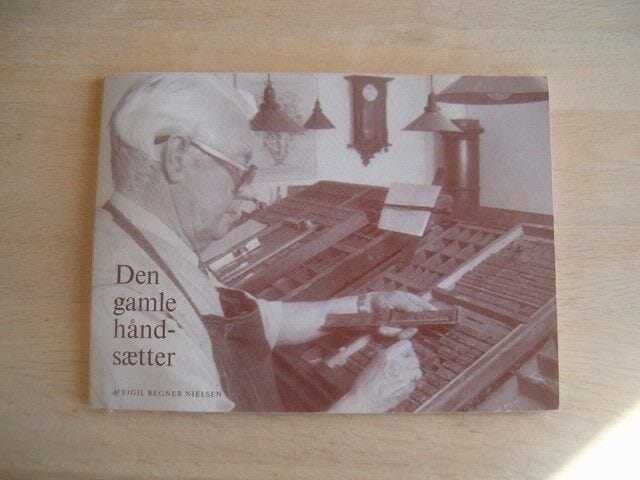 Den
gamle
hånd-
sætter
Af EIGIL REGNER NIELSEN